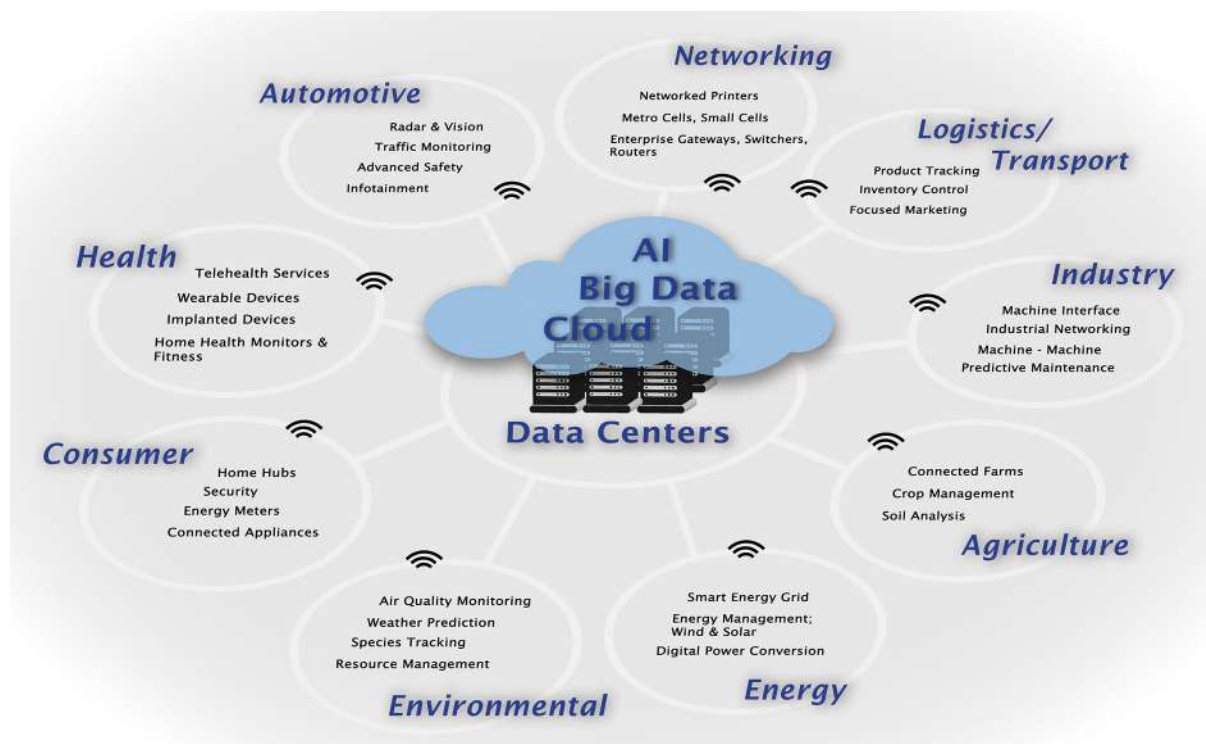 Networking
Networked Printers
Metro Cells, Small Cells
Enterprise Gateways, Switchers,
Routers
Automotive
Radar & Vision
Traffic Monitoring
Advanced Safety
Infotainment
Logistics/
Transport
Product Tracking
Inventory Control
Focused Marketing
Health
Telehealth Services
Wearable Devices
Implanted Devices
Home Health Monitors &
Fitness
AI
Big Data
Cloud
Data Centers
Industry
Machine Interface
Industrial Networking
Machine - Machine
Predictive Maintenance
Consumer
Home Hubs
Security
Energy Meters
Connected Appliances
Connected Farms
Crop Management
Soil Analysis
Agriculture
Air Quality Monitoring
Weather Prediction
Species Tracking
Resource Management
Environmental
Smart Energy Grid
Energy Management;
Wind & Solar
Digital Power Conversion
Energy